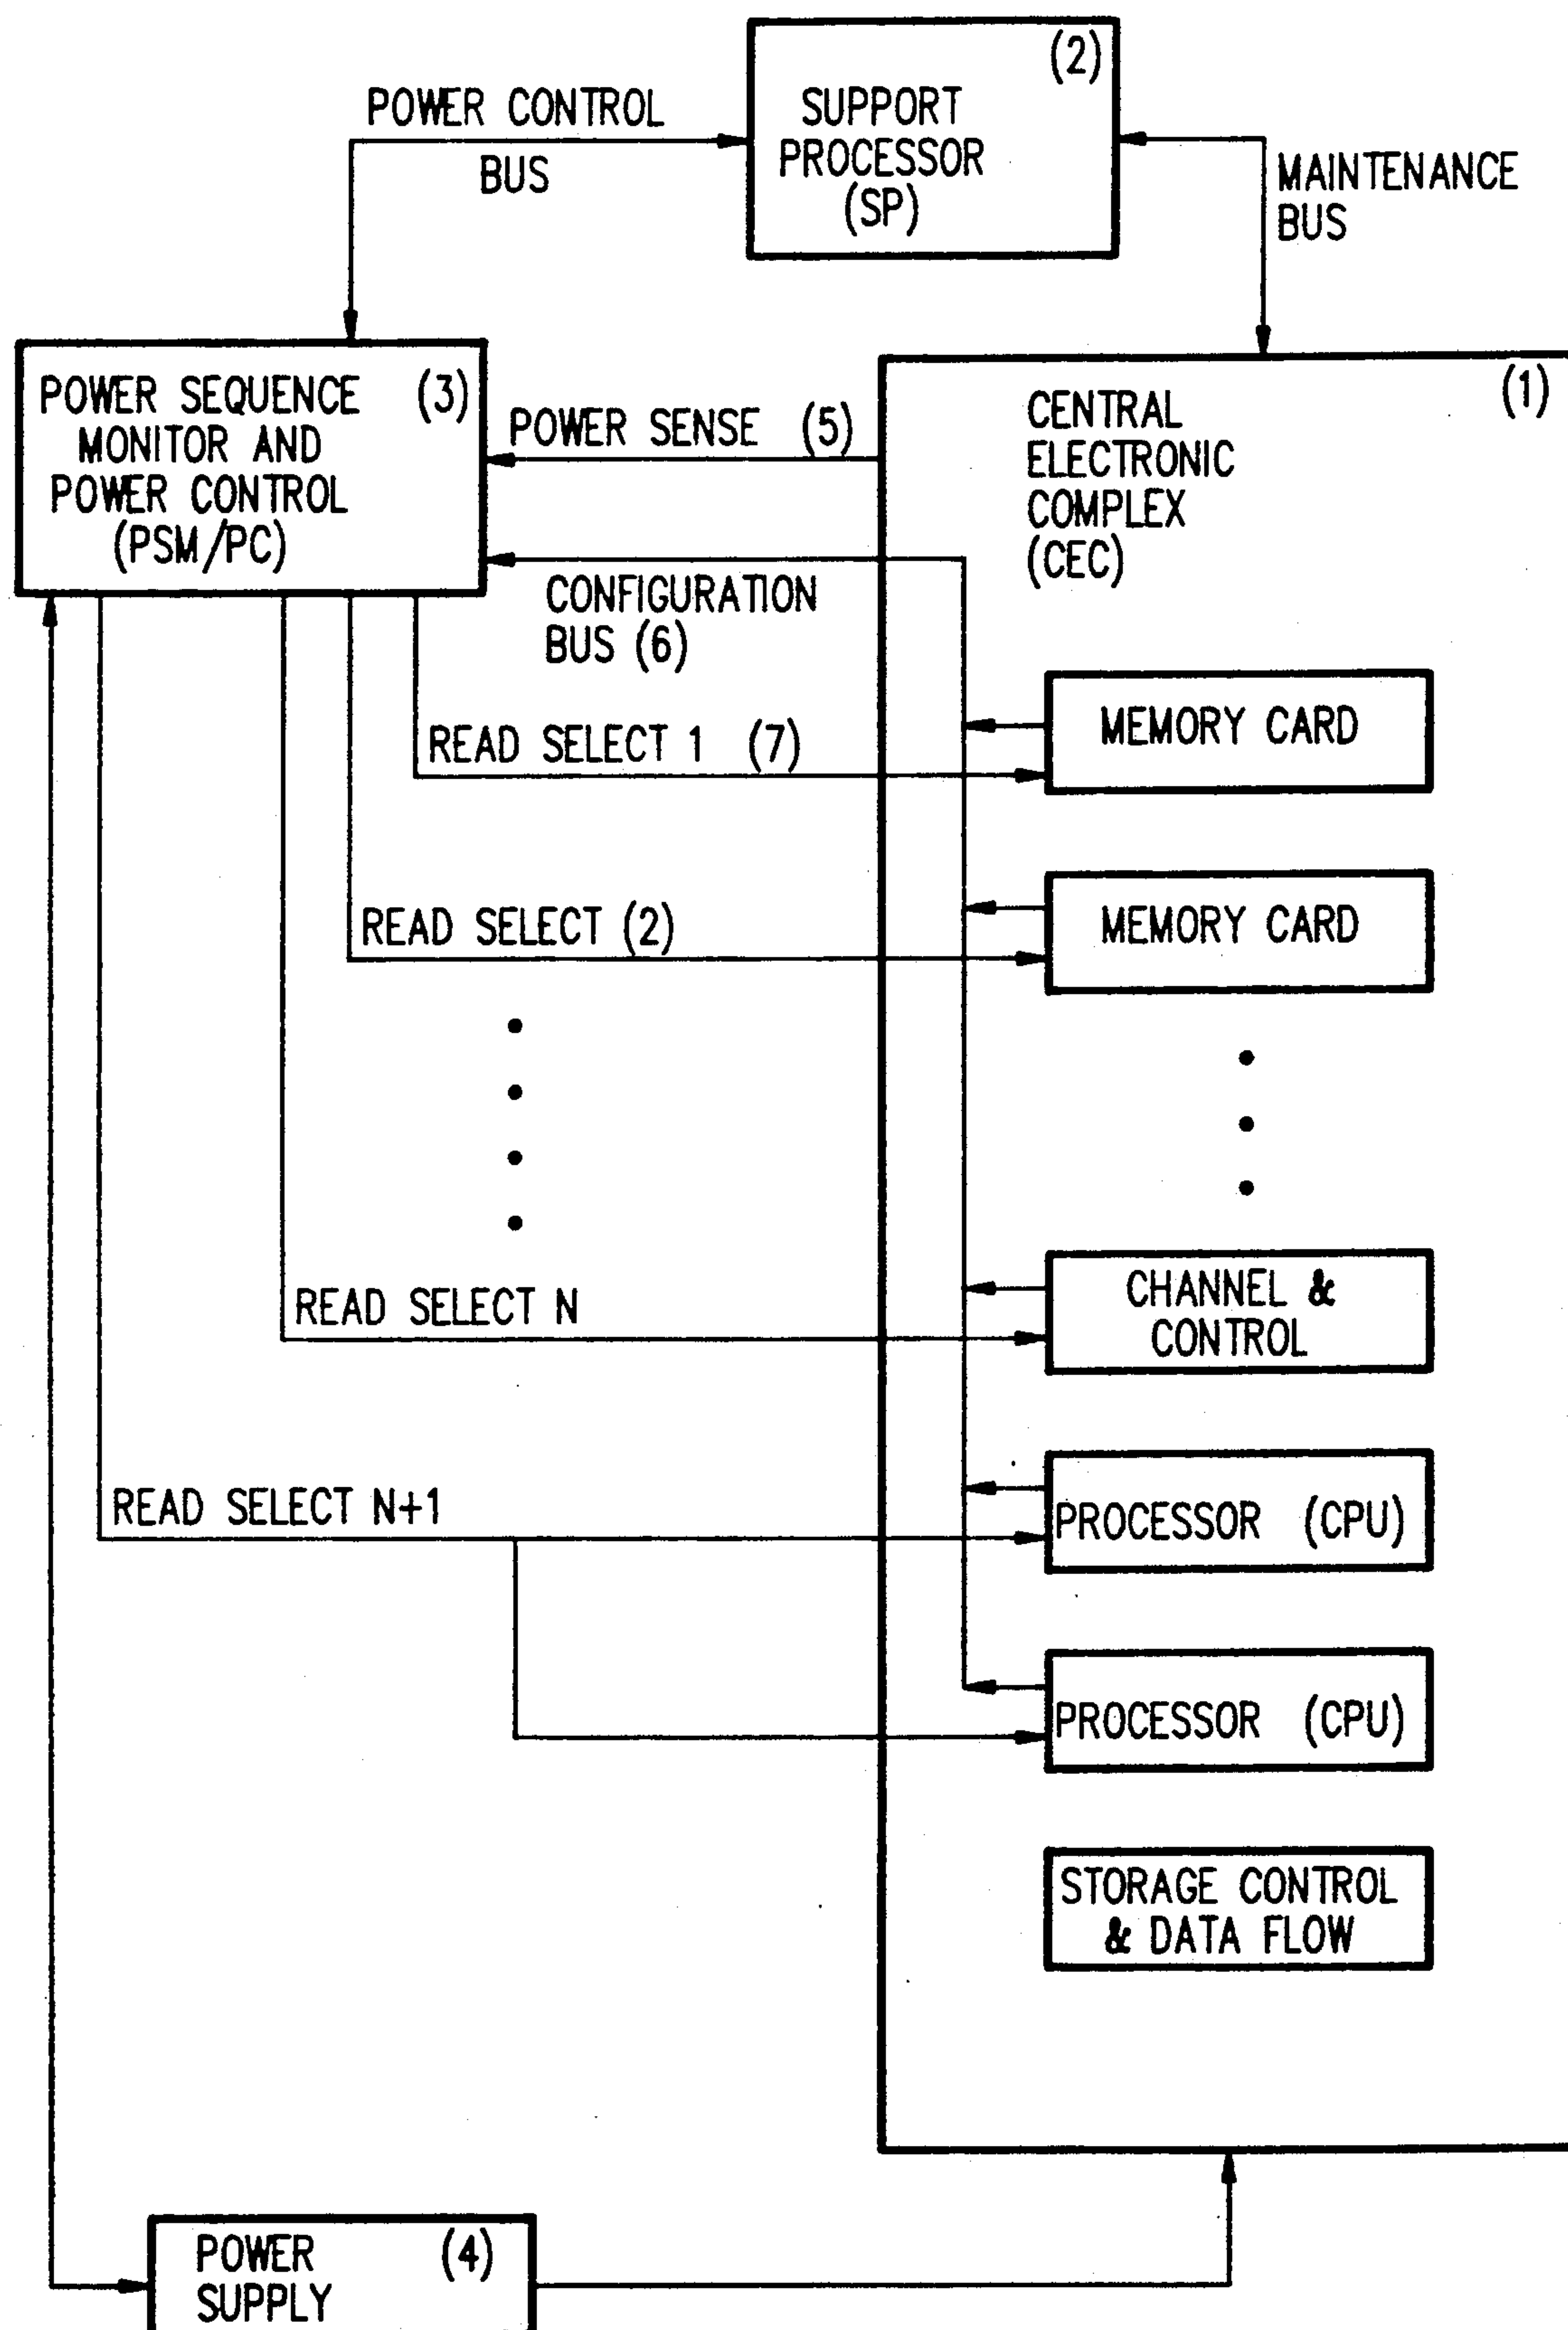 (2)
SUPPORT
PROCESSOR
(SP)
POWER CONTROL
BUS
MAINTENANCE
BUS
POWER SEQUENCE (3)
MONITOR AND
POWER CONTROL
(PSM/PC)
POWER SENSE (5)
CONFIGURATION
BUS (6)
(1)
CENTRAL
ELECTRONIC
COMPLEX
(CEC)
READ SELECT 1 (7)
MEMORY CARD
READ SELECT (2)
MEMORY CARD
READ SELECT N
CHANNEL &
CONTROL
READ SELECT N+1
PROCESSOR (CPU)
PROCESSOR (CPU)
STORAGE CONTROL
& DATA FLOW
POWER (4)
SUPPLY